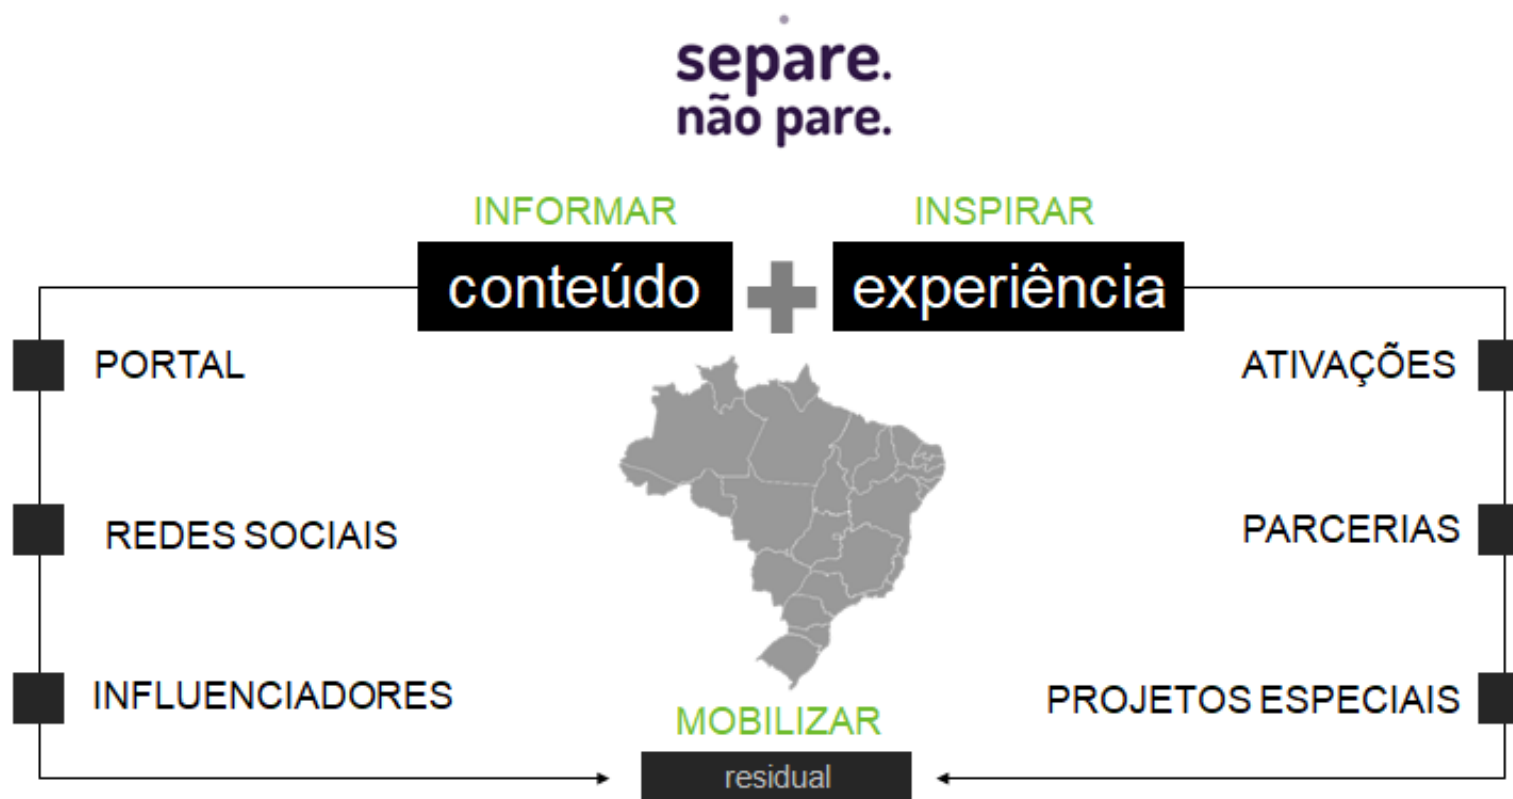 separe.
não pare.
INFORMAR
INSPIRAR
conteúdo
experiência
PORTAL
ATIVAÇÕES
REDES SOCIAIS
PARCERIAS
INFLUENCIADORES
PROJETOS ESPECIAIS
MOBILIZAR
residual